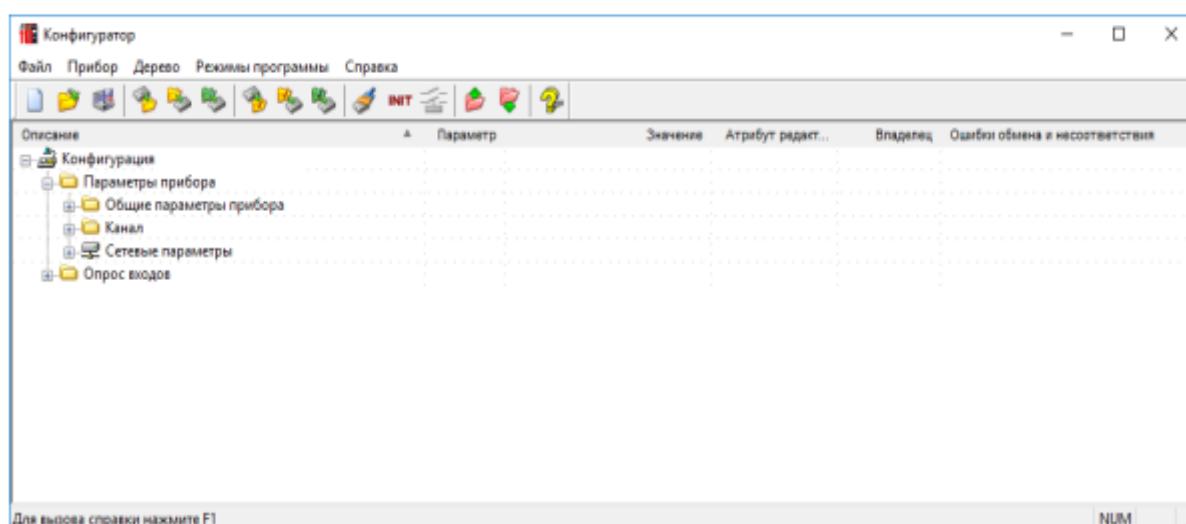 Конфигуратор
Файл Прибор Дерево Режимы программы Справка
INIT
Описание Параметр Значение Атрибут редакт... Владелец Ошибки обмена и несоответствия
Конфигурация
Параметры прибора
Общие параметры прибора
Канал
Сетевые параметры
Опрос входов
Для вызова справки нажмите F1 NUM